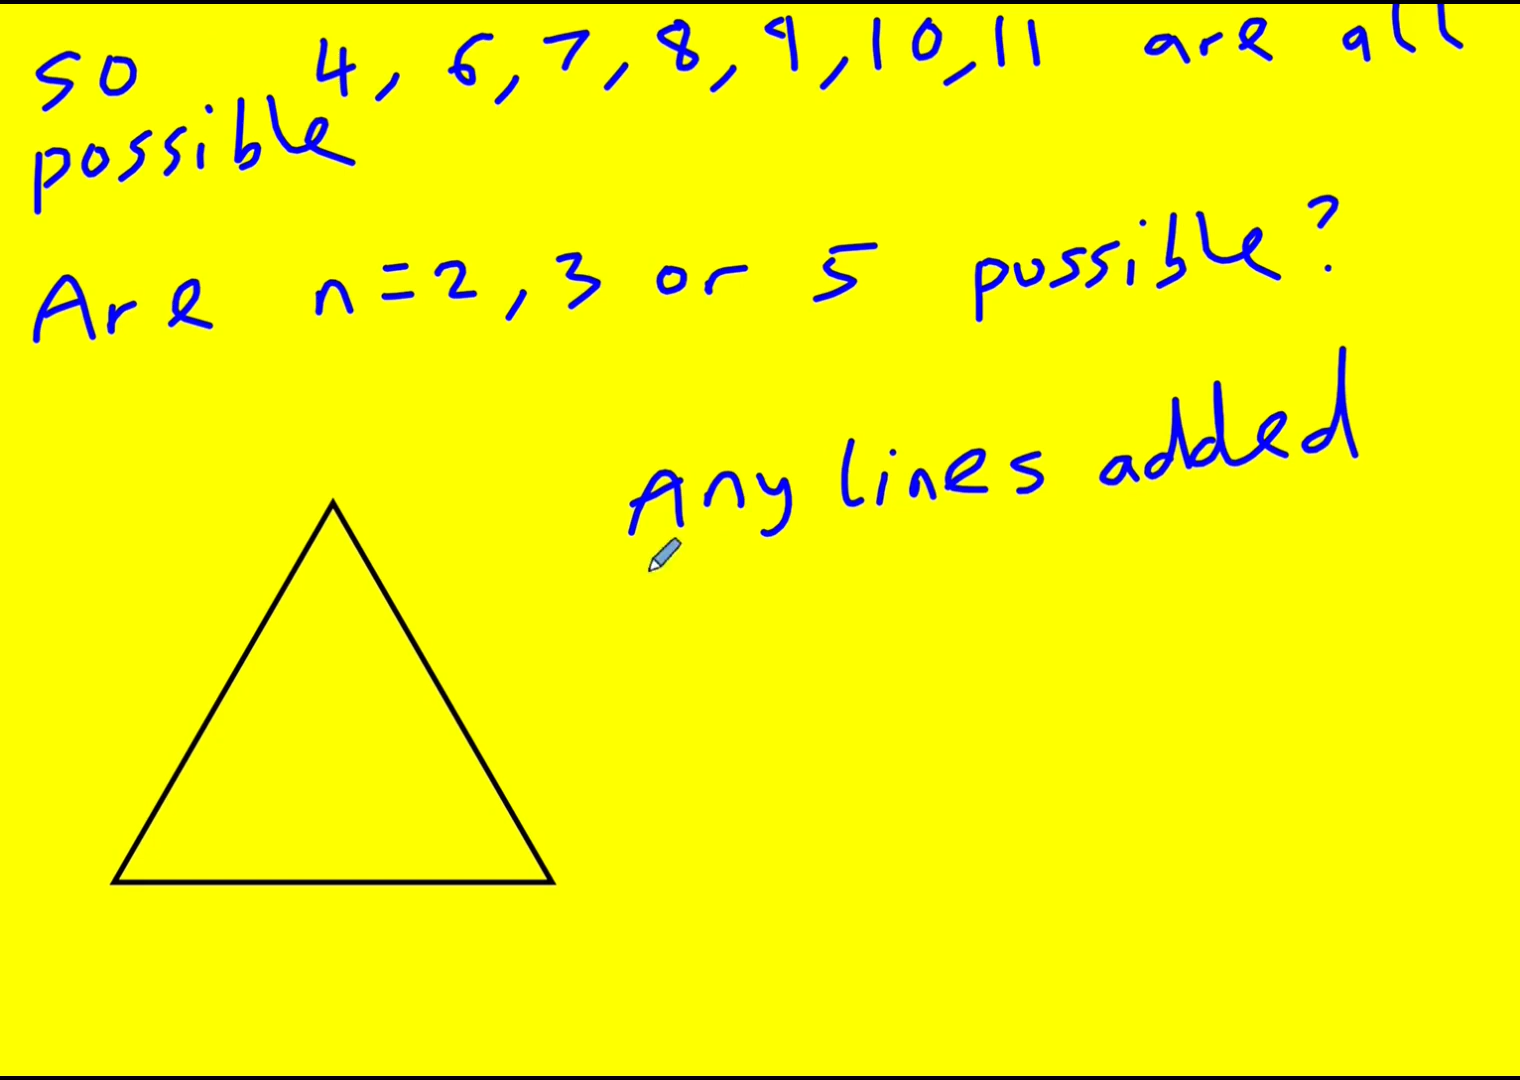 so 4, 6, 7, 8, 9, 10, 11 are all
possible
Are n=2, 3 or 5 possible?
Any lines added